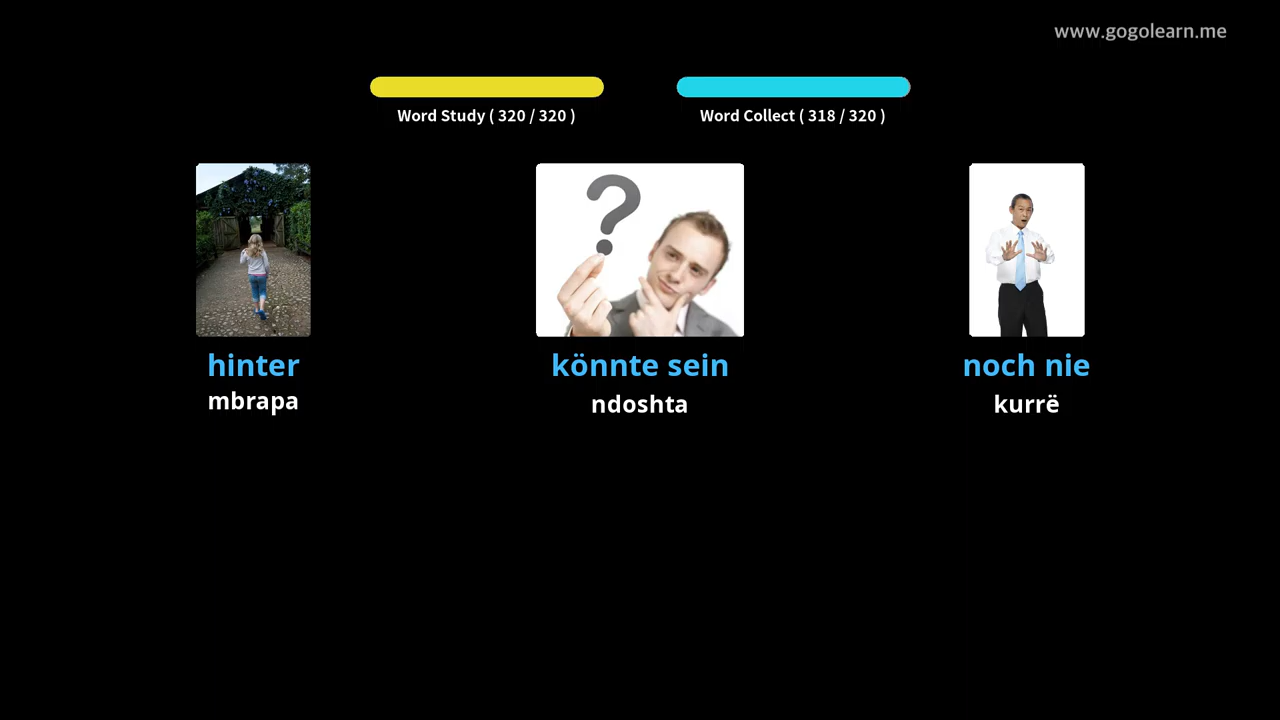 www.gogolearn.me
Word Study ( 320 / 320 )
Word Collect ( 318 / 320 )
hinter
mbrapa
könnte sein
ndoshta
noch nie
kurrë